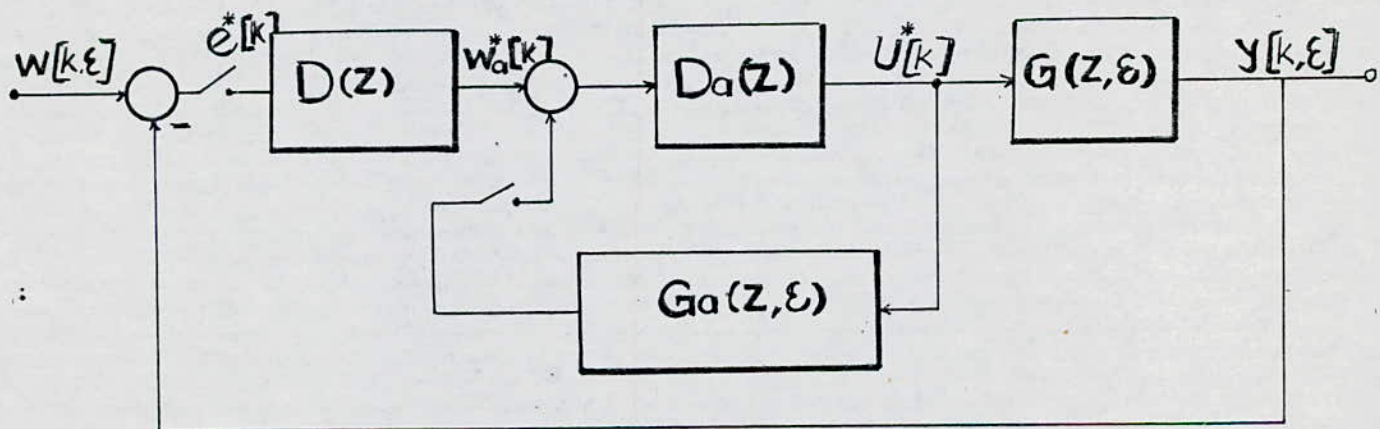 w[k.ε]
-
e*[k]
D(Z)
w*a[k]
Da(Z)
U*[k]
G(Z,ε)
y[k,ε]
Ga(Z,ε)
: